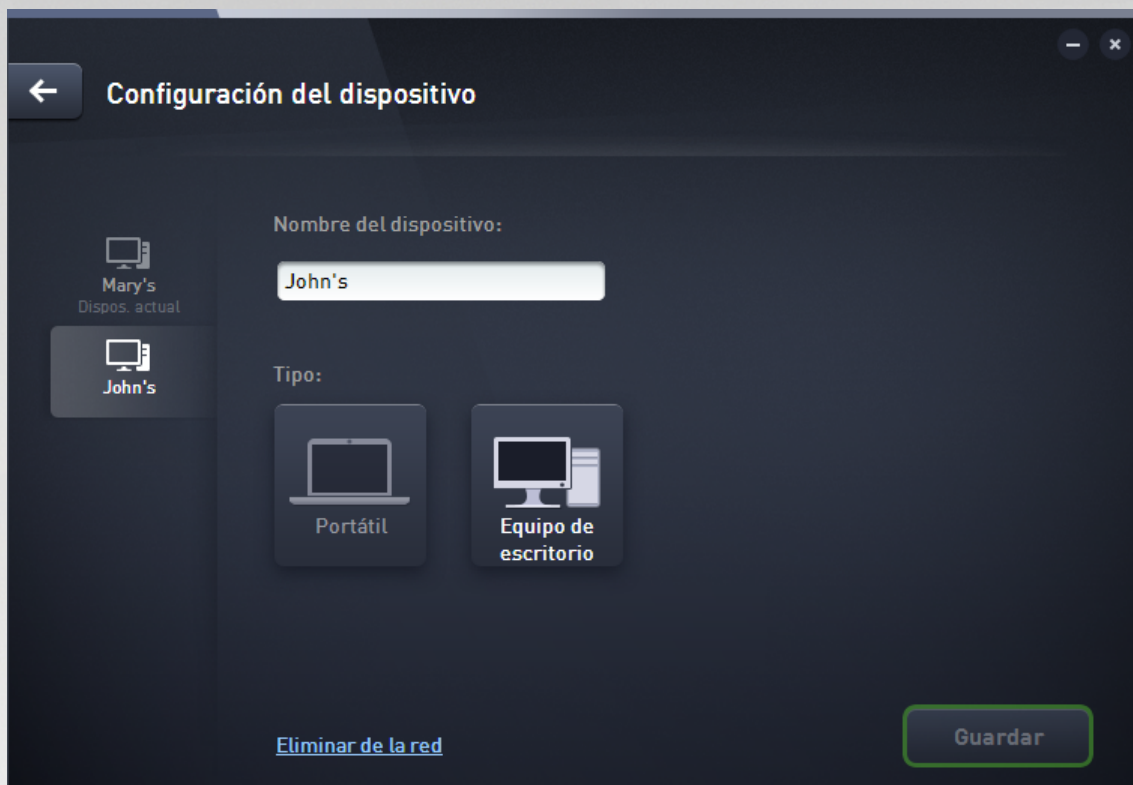 Configuración del dispositivo
Mary's
Dispos. actual
John's
Nombre del dispositivo:
John's
Tipo:
Portátil
Equipo de
escritorio
Eliminar de la red
Guardar